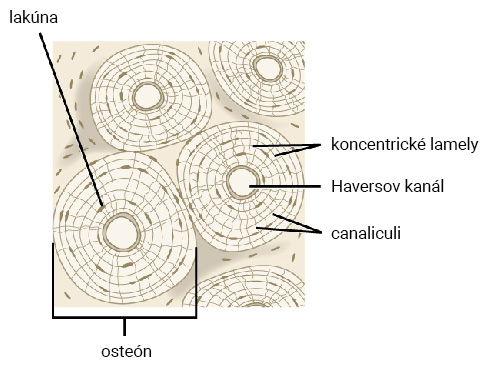 lakúna
koncentrické lamely
Haversov kanál
canaliculi
osteón